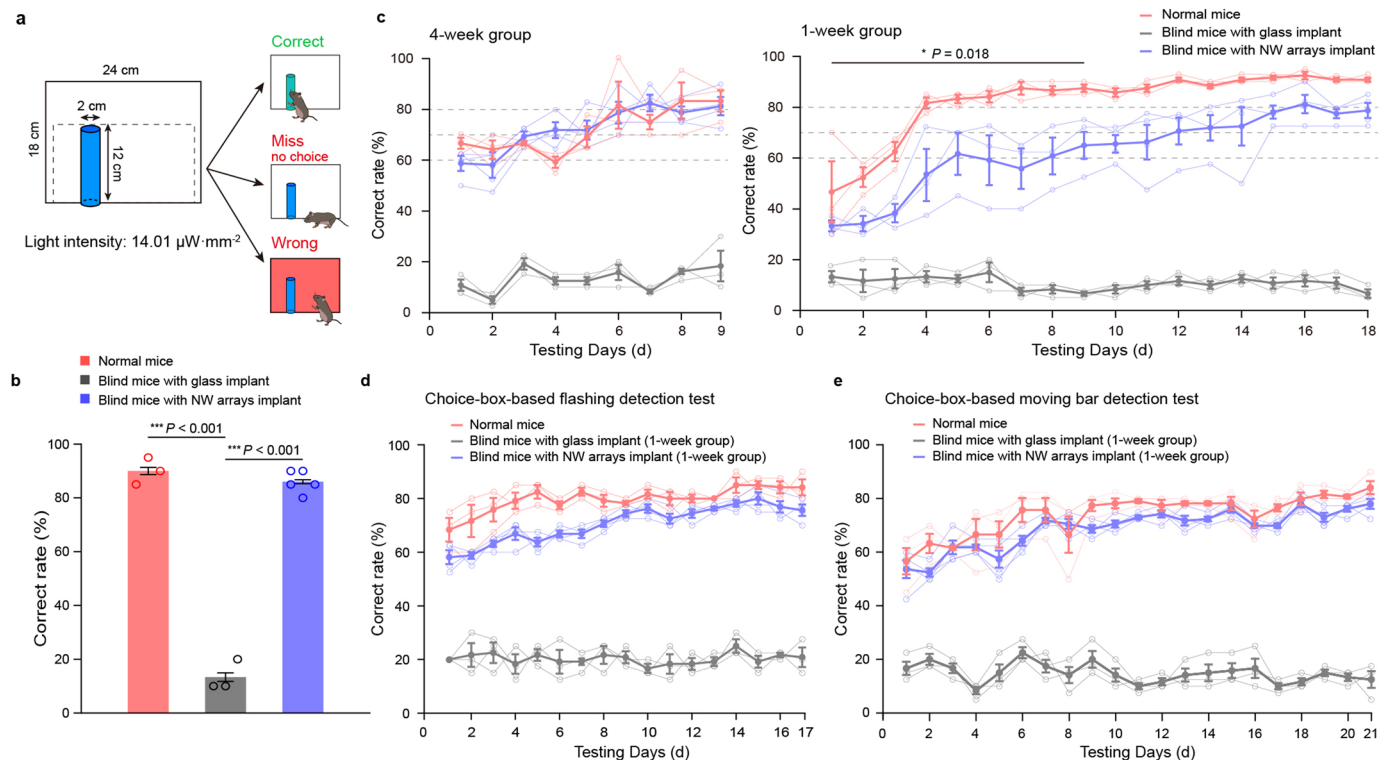 a
24 cm
2 cm
18 cm
12 cm
Light intensity: 14.01 μW·mm-2
Correct
Miss
no choice
Wrong
c
4-week group
Correct rate (%)
100
80
60
40
20
0
0 2 4 6 8 9
Testing Days (d)
1-week group
Normal mice
Blind mice with glass implant
Blind mice with NW arrays implant
* P = 0.018
Correct rate (%)
100
80
60
40
20
0
0 2 4 6 8 10 12 14 16 18
Testing Days (d)
b
Normal mice
Blind mice with glass implant
Blind mice with NW arrays implant
*** P < 0.001
*** P < 0.001
Correct rate (%)
100
80
60
40
20
0
d
Choice-box-based flashing detection test
Normal mice
Blind mice with glass implant (1-week group)
Blind mice with NW arrays implant (1-week group)
Correct rate (%)
100
80
60
40
20
0
0 2 4 6 8 10 12 14 16 17
Testing Days (d)
e
Choice-box-based moving bar detection test
Normal mice
Blind mice with glass implant (1-week group)
Blind mice with NW arrays implant (1-week group)
Correct rate (%)
100
80
60
40
20
0
0 2 4 6 8 10 12 14 16 18 20 21
Testing Days (d)